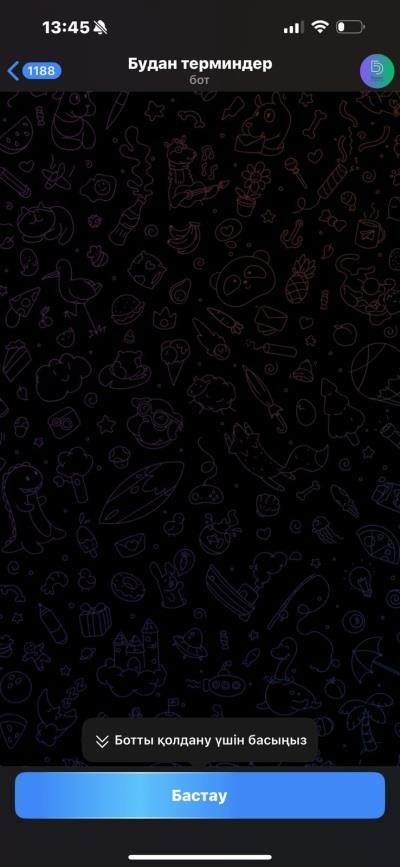 13:45
1188
Будан терминдер
бот
Ботты қолдану үшін басыңыз
Бастау